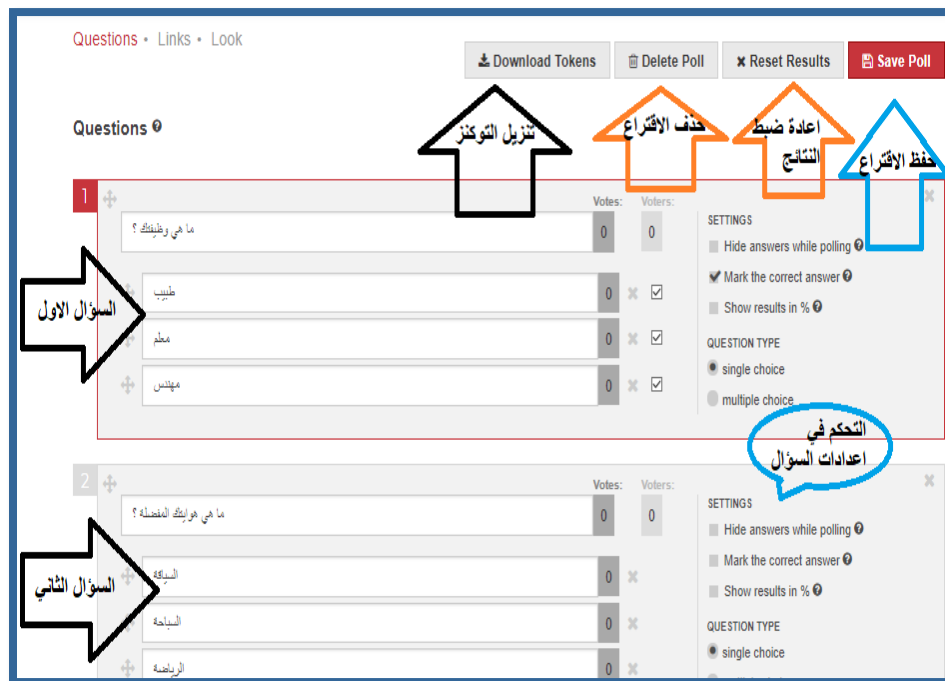 Questions • Links • Look
Download Tokens
Delete Poll
Reset Results
Save Poll
تنزيل التوكنز
حذف الاقتراع
اعادة ضبط
النتائج
حفظ الاقتراع
Questions
1
Votes: Voters:
ما هي وظيفتك ؟
0 0
السؤال الاول
طبيب
0
معلم
0
مهندس
0
SETTINGS
Hide answers while polling
Mark the correct answer
Show results in %
QUESTION TYPE
single choice
multiple choice
التحكم في
اعدادات السؤال
2
Votes: Voters:
ما هي هوايتك المفضلة ؟
0 0
السؤال الثاني
السياقة
0
السباحة
0
الرياضة
0
SETTINGS
Hide answers while polling
Mark the correct answer
Show results in %
QUESTION TYPE
single choice